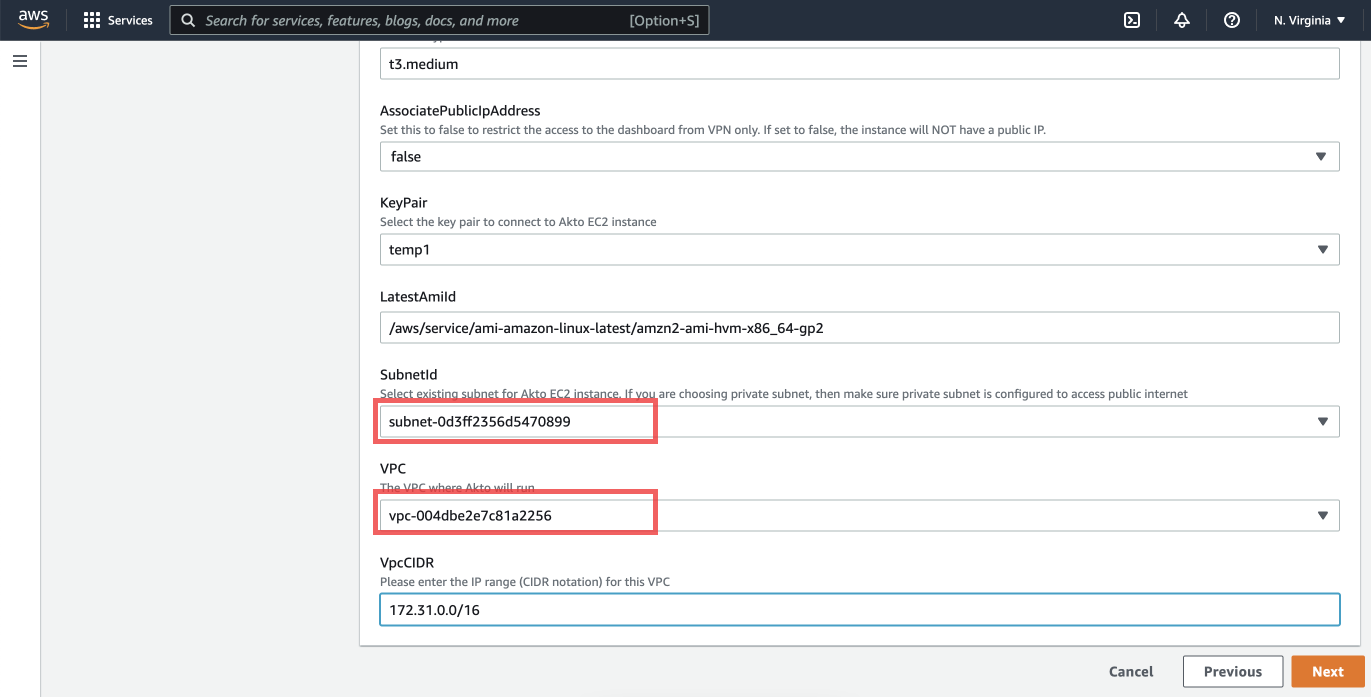 aws
Services
Search for services, features, blogs, docs, and more
[Option+S]
N. Virginia
t3.medium
AssociatePublicIpAddress
Set this to false to restrict the access to the dashboard from VPN only. If set to false, the instance will NOT have a public IP.
false
KeyPair
Select the key pair to connect to Akto EC2 instance
temp1
LatestAmiId
/aws/service/ami-amazon-linux-latest/amzn2-ami-hvm-x86_64-gp2
SubnetId
Select existing subnet for Akto EC2 instance. If you are choosing private subnet, then make sure private subnet is configured to access public internet
subnet-0d3ff2356d5470899
VPC
The VPC where Akto will run
vpc-004dbe2e7c81a2256
VpcCIDR
Please enter the IP range (CIDR notation) for this VPC
172.31.0.0/16
Cancel
Previous
Next